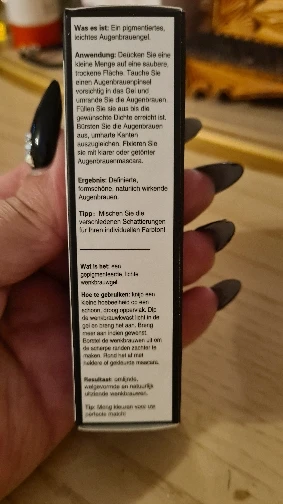 Was es ist: Ein pigmentiertes,
leichtes Augenbrauengel.
Anwendung: Deücken Sie eine
kleine Menge auf eine saubere,
trockene Fläche. Tauche Sie
einen Augenbrauenpinsel
vorsichtig in das Gel und
umrande Sie die Augenbrauen.
Füllen Sie sie aus bis die
gewünschte Dichte erreicht ist.
Bürsten Sie die Augenbrauen
aus, umharte Kanten
auszugleichen. Fixieren Sie
sie mit klarer oder getönter
Augenbrauenmascara.
Ergebnis: Definierte,
formschöne, natürlich wirkende
Augenbrauen.
Tipp: Mischen Sie die
verschiedenen Schattierungen
für Ihren individuellen Farbton!
Wat is het: een
gepigmenteerde, lichte
wenkbrauwgel
Hoe te gebruiken: knijp een
kleine hoeveelheid op een
schoon, droog oppervlak. Dip
de wenkbrauwkwast licht in de
gel en breng het aan. Breng
meer aan indien gewenst.
Borstel de wenkbrauwen uit om
de scherpe randen zachter te
maken. Rond het af met
heldere of getinte mascara.
Resultaat: omlijnde,
welgevormde en natuurlijk
uitziende wenkbrauwen.
Tip: Meng kleuren voor uw
perfecte match!